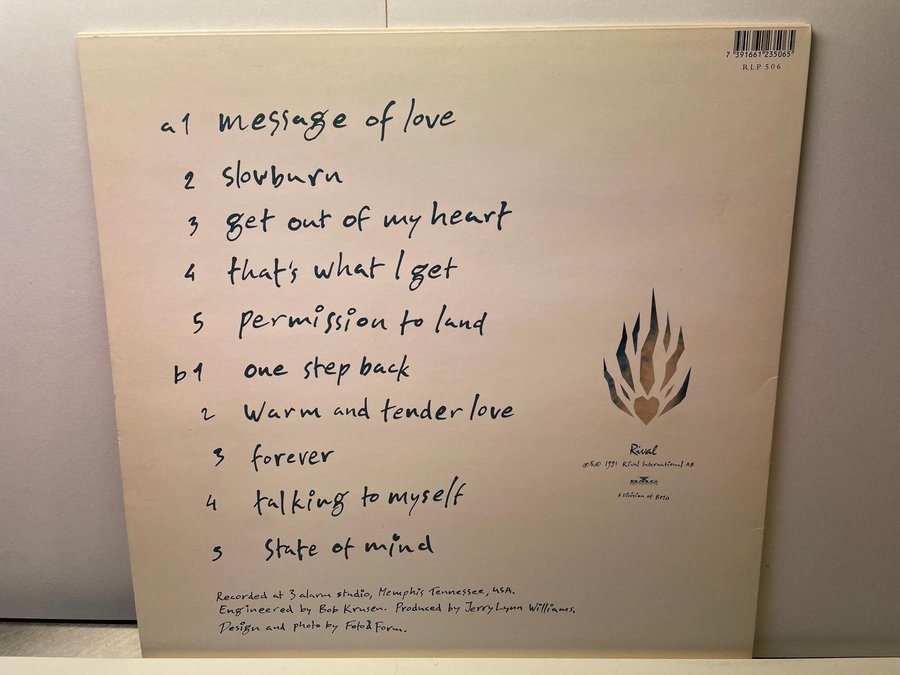 7 391661 235065
RLP 506
a1 message of love
2 slowburn
3 get out of my heart
4 that's what I get
5 permission to land
b1 one step back
2 warm and tender love
3 forever
4 talking to myself
5 state of mind
Rival
℗&© 1991 Rival International AB
BMG
A Division of BMG
Recorded at 3 alarm studio, Memphis Tennessee, USA.
Engineered by Bob Krusen. Produced by Jerry Lynn Williams.
Design and photo by Foto & Form.